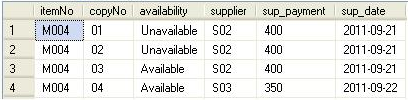 itemNo copyNo availability supplier sup_payment sup_date
1 M004 01 Unavailable S02 400 2011-09-21
2 M004 02 Unavailable S02 400 2011-09-21
3 M004 03 Available S02 400 2011-09-21
4 M004 04 Available S03 350 2011-09-22